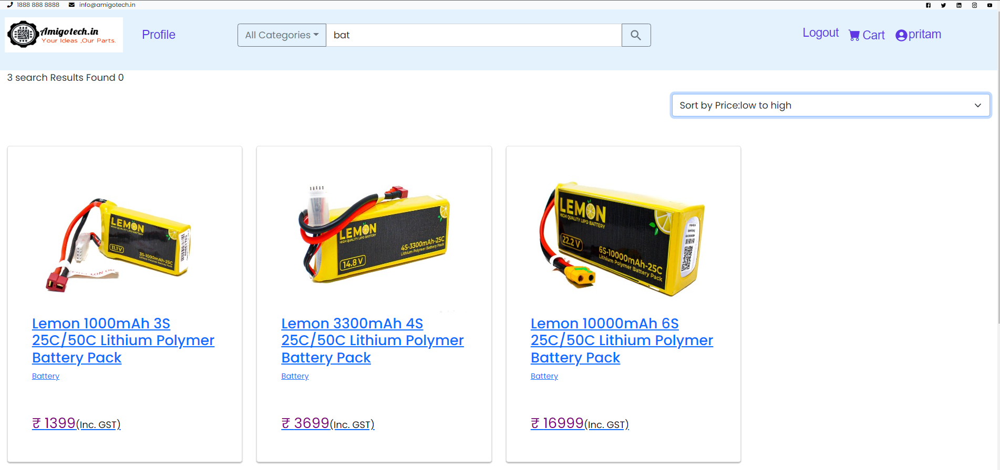 1888 888 8888 info@amigotech.in
Amigotech.in
Your Ideas ,Our Parts.
Profile
All Categories
bat
Logout
Cart
pritam
3 search Results Found 0
Sort by Price:low to high
LEMON
HIGH QUALITY LIPO BATTERY
11.1 V
3S-1000mAh-25C
Lithium Polymer Battery Pack
LEMON
HIGH QUALITY LIPO BATTERY
14.8 V
4S-3300mAh-25C
Lithium Polymer Battery Pack
LEMON
HIGH QUALITY LIPO BATTERY
22.2 V
6S-10000mAh-25C
Lithium Polymer Battery Pack
Lemon 1000mAh 3S
25C/50C Lithium Polymer
Battery Pack
Battery
₹ 1399(Inc. GST)
Lemon 3300mAh 4S
25C/50C Lithium Polymer
Battery Pack
Battery
₹ 3699(Inc. GST)
Lemon 10000mAh 6S
25C/50C Lithium Polymer
Battery Pack
Battery
₹ 16999(Inc. GST)